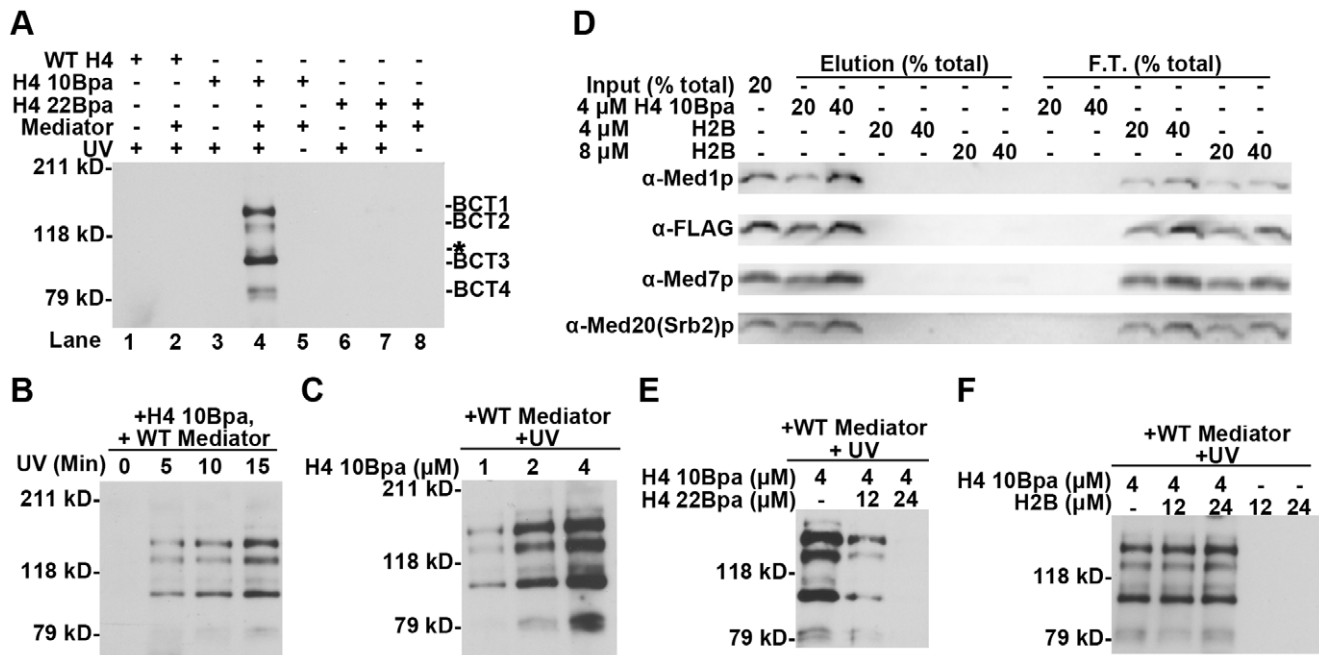 A
WT H4 + + - - - - - -
H4 10Bpa - - + + + - - -
H4 22Bpa - - - - - + + +
Mediator - + - + + - + +
UV + + + + - + + -
211 kD-
118 kD-
79 kD-
-BCT1
-BCT2
-*
-BCT3
-BCT4
Lane 1 2 3 4 5 6 7 8
D
Elution (% total) F.T. (% total)
Input (% total) 20 - - - - - - - - - - - -
4 µM H4 10Bpa - 20 40 - - - - 20 40 - - - -
4 µM H2B - - - 20 40 - - - - 20 40 - -
8 µM H2B - - - - - 20 40 - - - - 20 40
α-Med1p
α-FLAG
α-Med7p
α-Med20(Srb2)p
B
+H4 10Bpa,
+ WT Mediator
UV (Min) 0 5 10 15
211 kD-
118 kD-
79 kD-
C
+WT Mediator
+UV
H4 10Bpa (µM) 1 2 4
211 kD-
118 kD-
79 kD-
E
+WT Mediator
+ UV
H4 10Bpa (µM) 4 4 4
H4 22Bpa (µM) - 12 24
118 kD-
79 kD-
F
+WT Mediator
+UV
H4 10Bpa (µM) 4 4 4 - -
H2B (µM) - 12 24 12 24
118 kD-
79 kD-